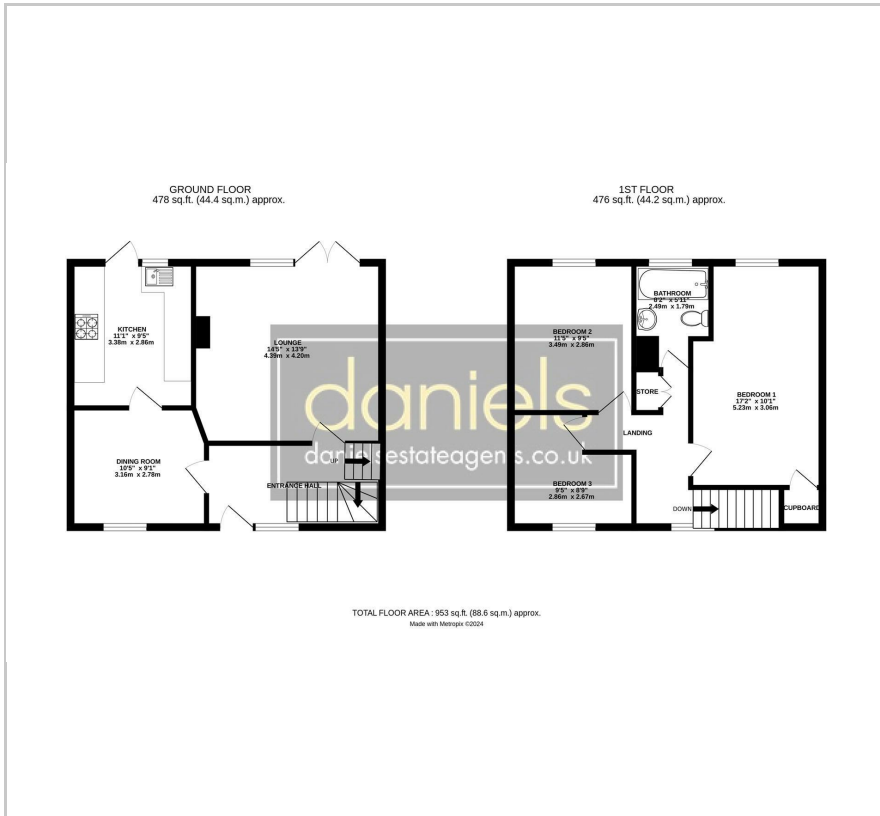 GROUND FLOOR
478 sq.ft. (44.4 sq.m.) approx.
KITCHEN
11'1" x 9'5"
3.38m x 2.86m
LOUNGE
14'5" x 13'9"
4.39m x 4.20m
DINING ROOM
10'5" x 9'1"
3.16m x 2.78m
UP
ENTRANCE HALL
1ST FLOOR
476 sq.ft. (44.2 sq.m.) approx.
BATHROOM
8'2" x 5'11"
2.49m x 1.79m
BEDROOM 2
11'5" x 9'5"
3.49m x 2.86m
STORE
BEDROOM 1
17'2" x 10'1"
5.23m x 3.06m
LANDING
BEDROOM 3
9'5" x 8'9"
2.86m x 2.67m
DOWN
CUPBOARD
daniels
danielsestateagents.co.uk
TOTAL FLOOR AREA : 953 sq.ft. (88.6 sq.m.) approx.
Made with Metropix ©2024